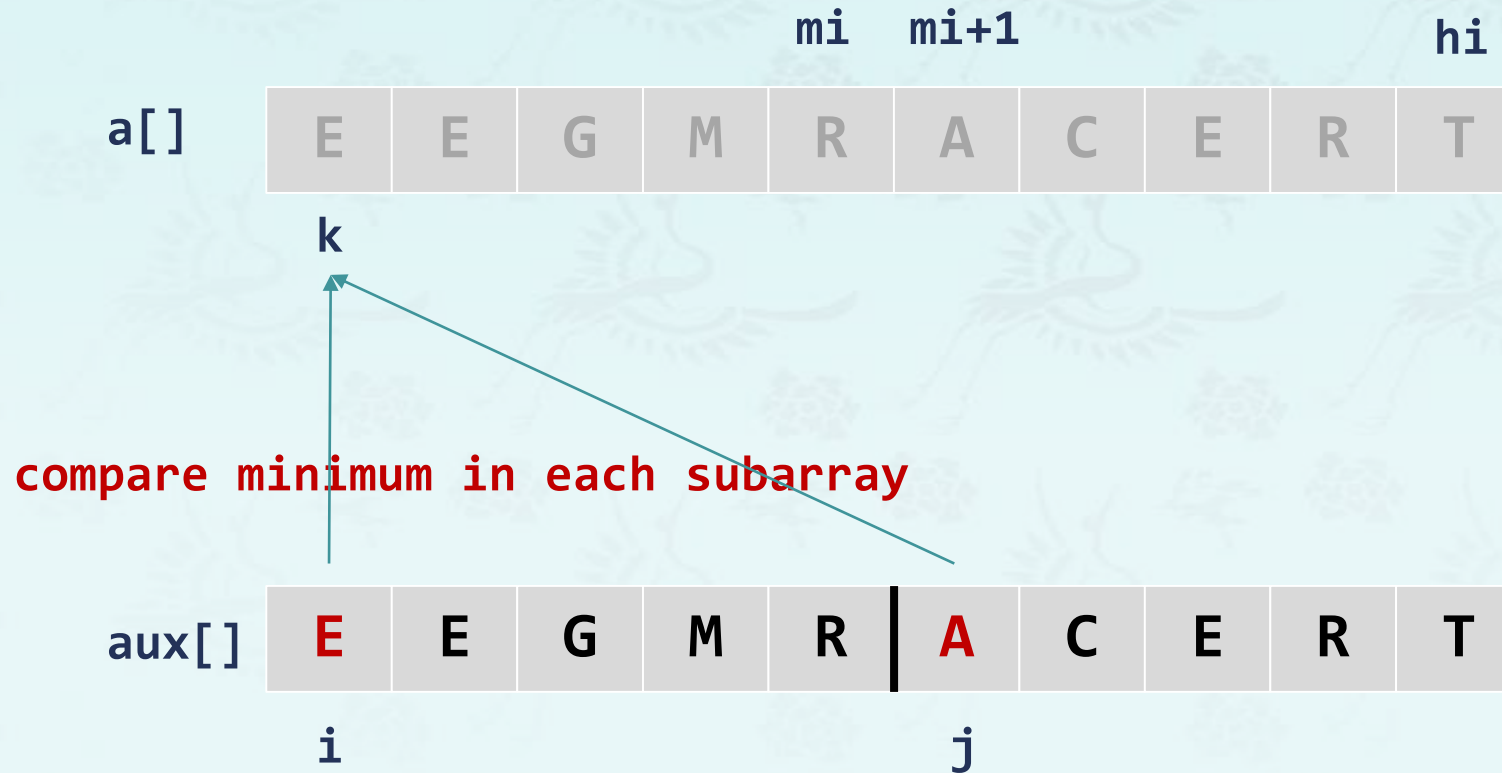 mi mi+1 hi
a[] E E G M R A C E R T
k
compare minimum in each subarray
aux[] E E G M R A C E R T
i j